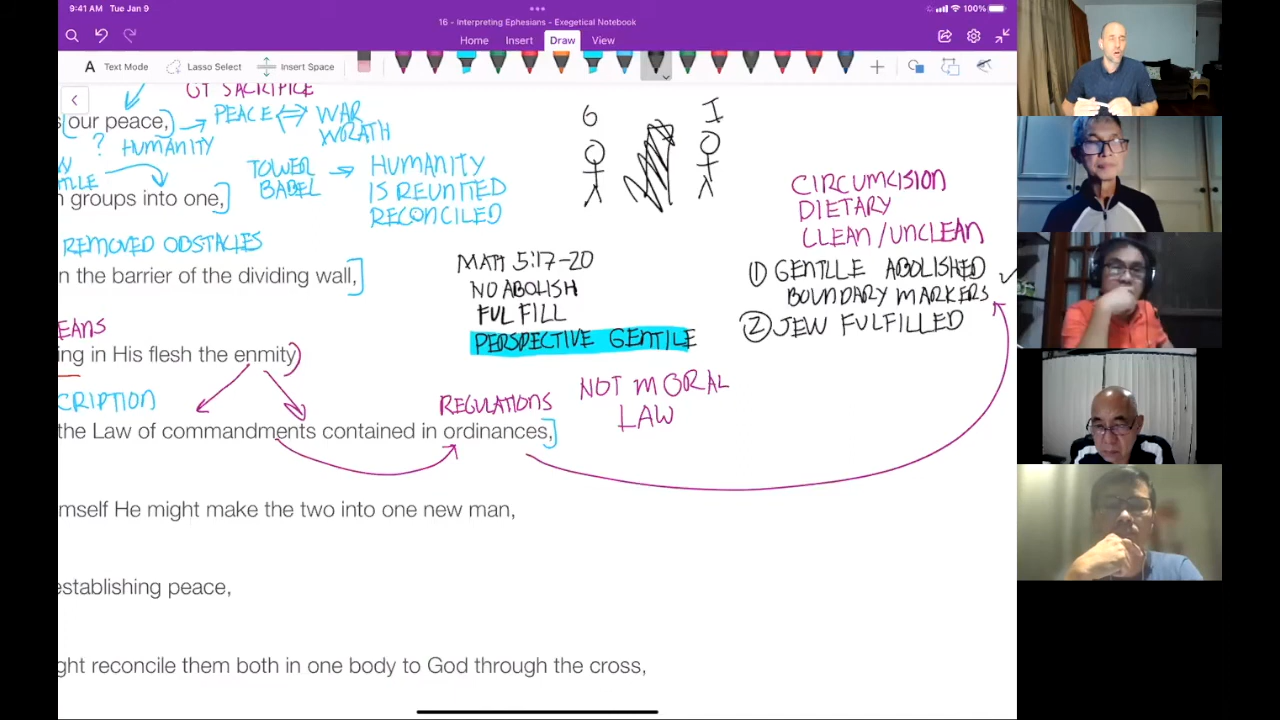 9:41 AM Tue Jan 9
100%
16 - Interpreting Ephesians - Exegetical Notebook
Home Insert Draw View
A Text Mode Lasso Select Insert Space
OF SACRIFICE
s (our peace,) → PEACE ⟺ WAR
WRATH
? HUMANITY
TOWER → HUMANITY
BABEL IS REUNITED
RECONCILED
n groups into one,]
G I
REMOVED OBSTACLES
n the barrier of the dividing wall,]
MATT 5:17-20
NO ABOLISH
FULFILL
PERSPECTIVE GENTILE
CIRCUMCISION
DIETARY
CLEAN/UNCLEAN
① GENTILE ABOLISHED ✓
BOUNDARY MARKERS
② JEW FULFILLED
EANS
ing in His flesh the enmity)
CRIPTION
REGULATIONS
NOT MORAL
LAW
the Law of commandments contained in ordinances,]
mself He might make the two into one new man,
establishing peace,
ght reconcile them both in one body to God through the cross,